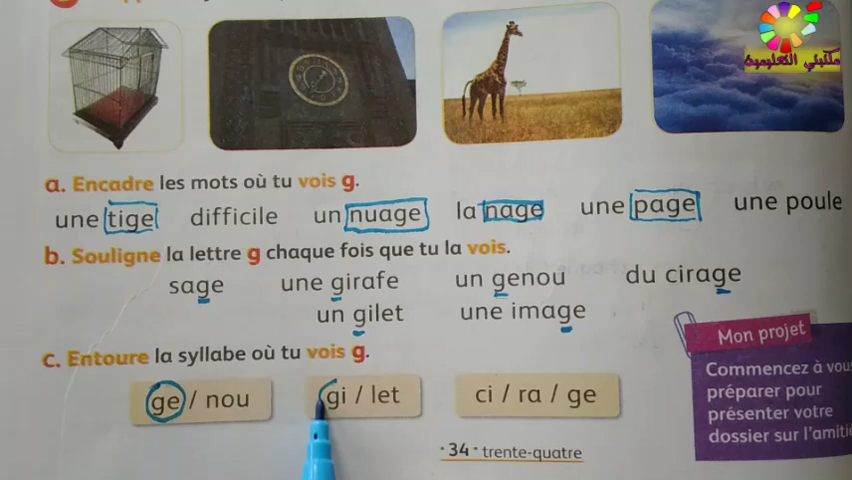 مكتبتي التعليمية
a. Encadre les mots où tu vois g.
une tige difficile un nuage la nage une page une poule
b. Souligne la lettre g chaque fois que tu la vois.
sage une girafe un genou du cirage
un gilet une image
c. Entoure la syllabe où tu vois g.
ge / nou gi / let ci / ra / ge
Mon projet
Commencez à vous
préparer pour
présenter votre
dossier sur l'amitié
• 34 • trente-quatre